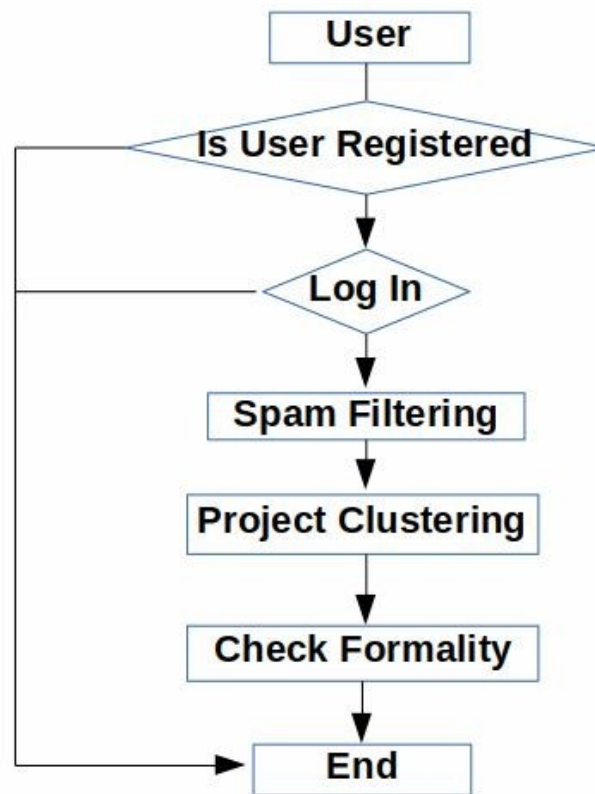 User
Is User Registered
Log In
Spam Filtering
Project Clustering
Check Formality
End